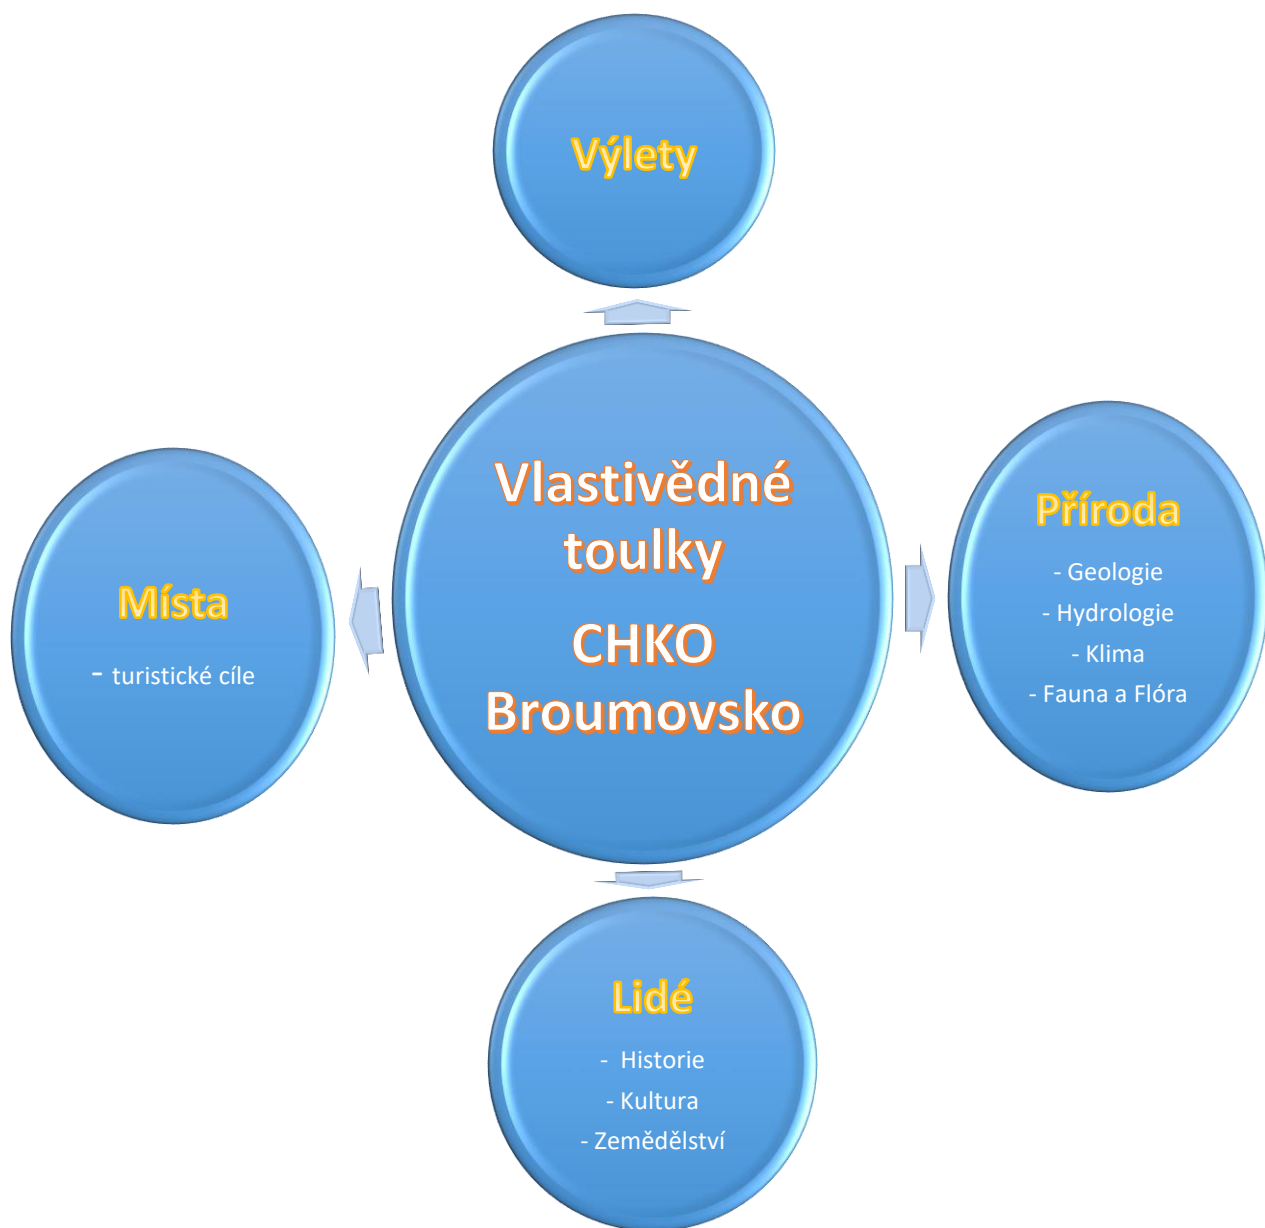 Výlety
Vlastivědné
toulky
CHKO
Broumovsko
Příroda
- Geologie
- Hydrologie
- Klima
- Fauna a Flóra
Místa
- turistické cíle
Lidé
- Historie
- Kultura
- Zemědělství